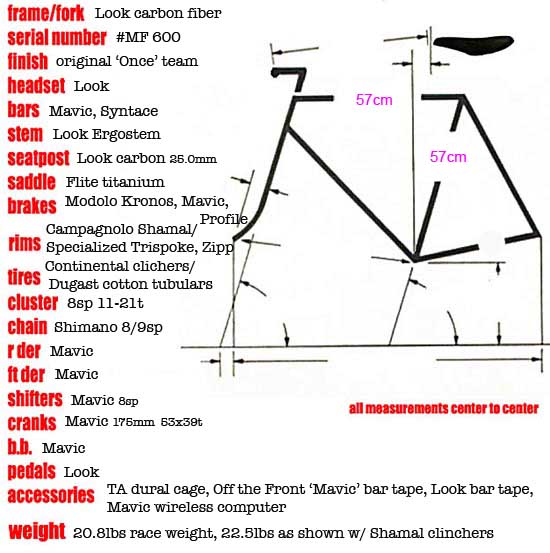 frame/fork Look carbon fiber
serial number #MF 600
finish original ‘Once’ team
headset Look
bars Mavic, Syntace
stem Look Ergostem
seatpost Look carbon 25.0mm
saddle Flite titanium
brakes Modolo Kronos, Mavic,
Profile
rims Campagnolo Shamal/
Specialized Trispoke, Zipp
tires Continental clichers/
Dugast cotton tubulars
cluster 8sp 11-21t
chain Shimano 8/9sp
r der Mavic
ft der Mavic
shifters Mavic 8sp
cranks Mavic 175mm 53x39t
b.b. Mavic
pedals Look
accessories TA dural cage, Off the Front ‘Mavic’ bar tape, Look bar tape,
Mavic wireless computer
weight 20.8lbs race weight, 22.5lbs as shown w/ Shamal clinchers
57cm
57cm
all measurements center to center